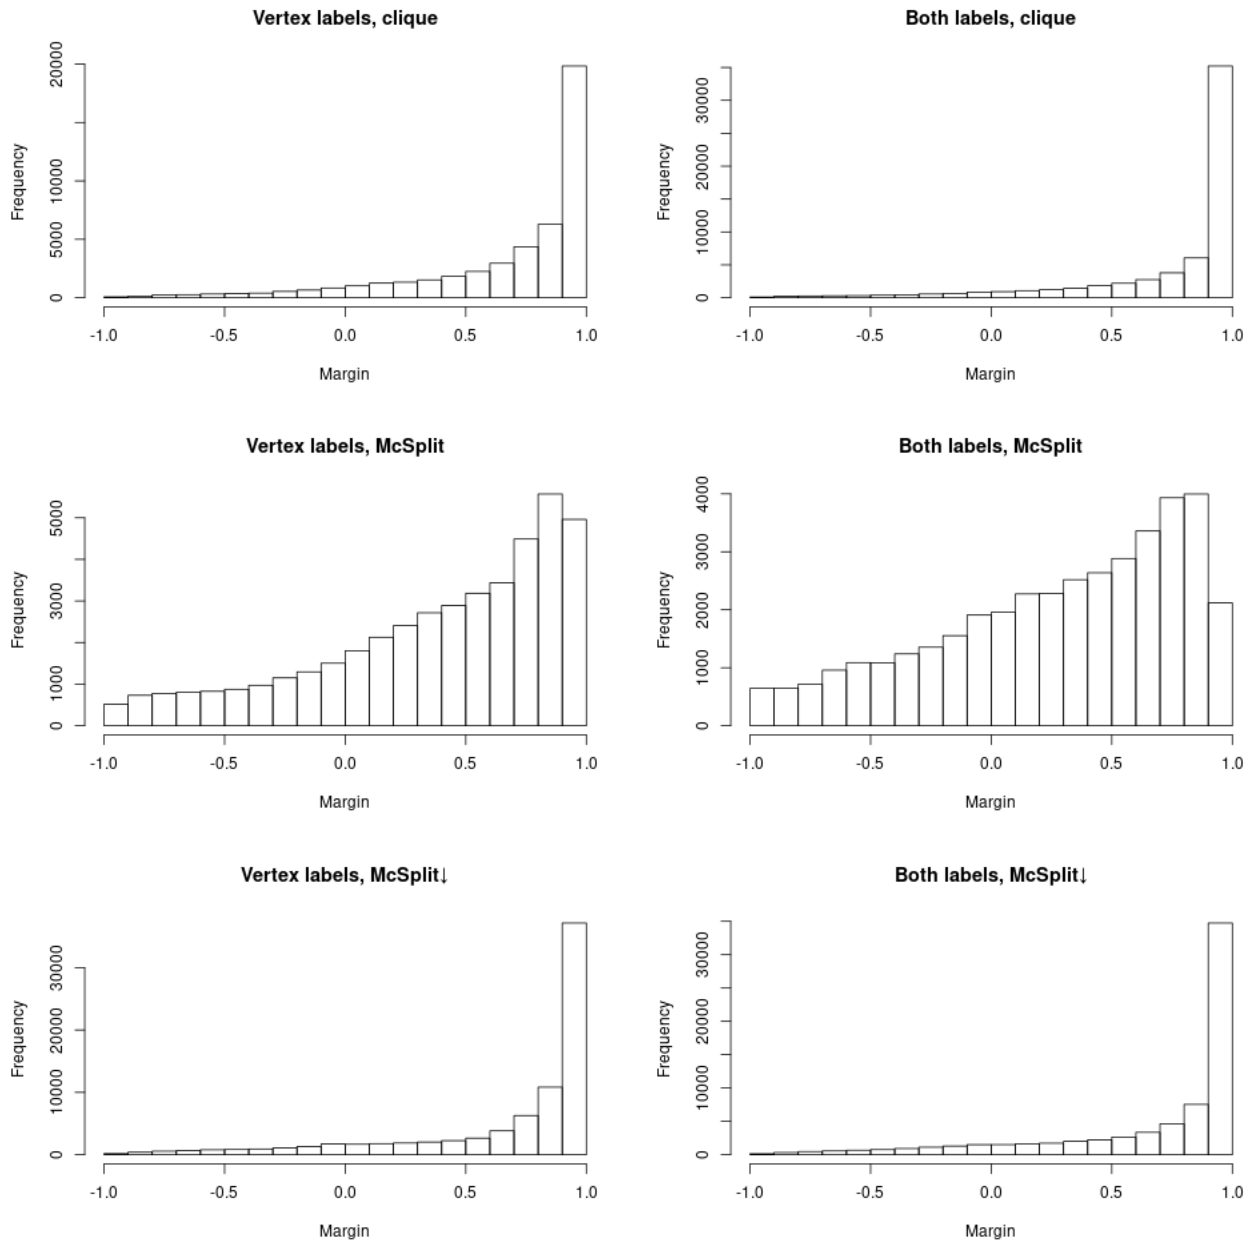 Vertex labels, clique
Frequency
20000
10000
5000
0
-1.0 -0.5 0.0 0.5 1.0
Margin
Both labels, clique
Frequency
30000
20000
10000
0
-1.0 -0.5 0.0 0.5 1.0
Margin
Vertex labels, McSplit
Frequency
5000
3000
1000
0
-1.0 -0.5 0.0 0.5 1.0
Margin
Both labels, McSplit
Frequency
4000
3000
2000
1000
0
-1.0 -0.5 0.0 0.5 1.0
Margin
Vertex labels, McSplit↓
Frequency
30000
20000
10000
0
-1.0 -0.5 0.0 0.5 1.0
Margin
Both labels, McSplit↓
Frequency
30000
20000
10000
0
-1.0 -0.5 0.0 0.5 1.0
Margin